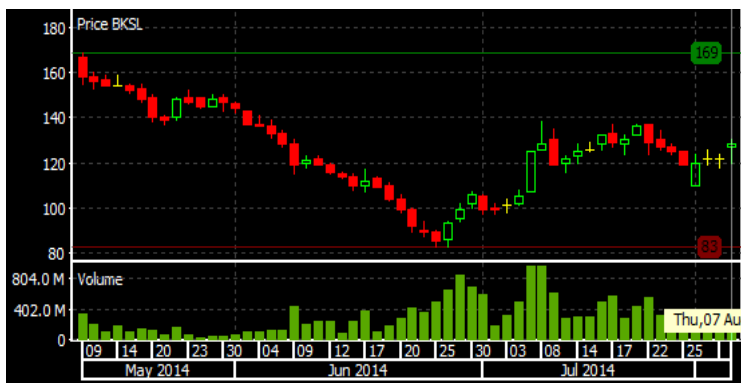 180
Price BKSL
169
160
140
120
100
83
80
804.0 M
Volume
402.0 M
0
Thu,07 Au
09 14 20 23 30 04 09 12 17 20 25 30 03 08 14 17 22 25
May 2014 Jun 2014 Jul 2014